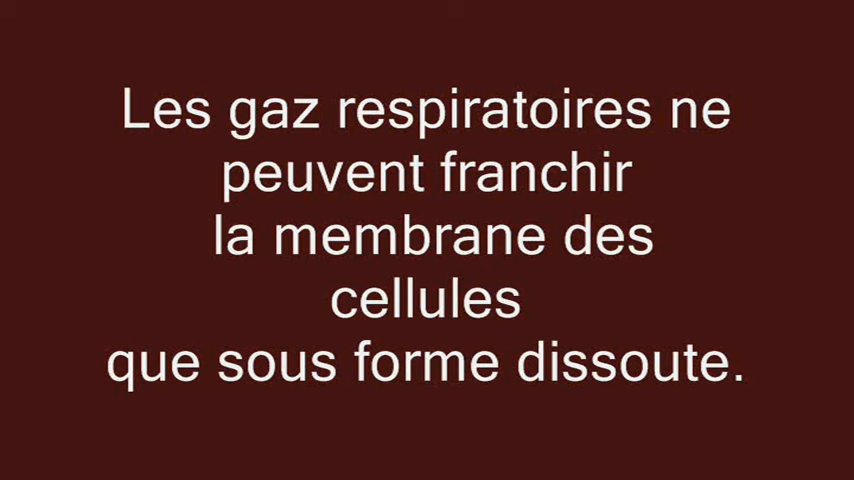 Les gaz respiratoires ne
peuvent franchir
la membrane des
cellules
que sous forme dissoute.